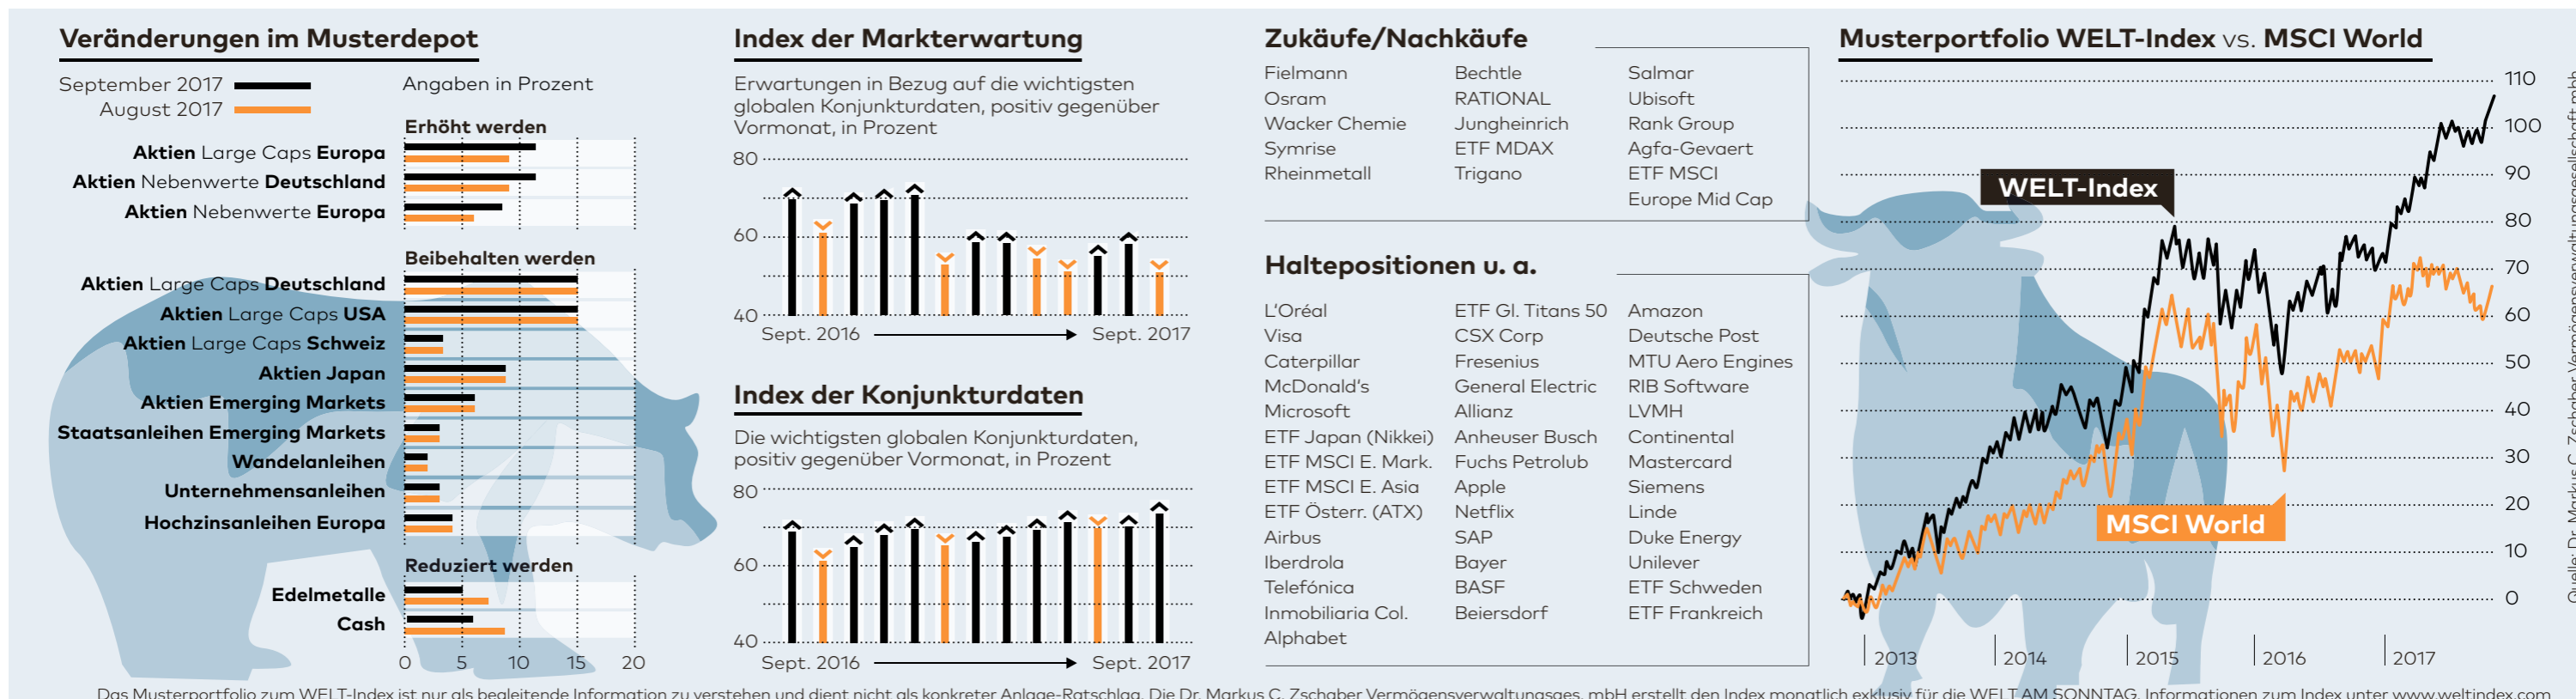 Veränderungen im Musterdepot
September 2017
August 2017
Angaben in Prozent
Erhöht werden
Aktien Large Caps Europa
Aktien Nebenwerte Deutschland
Aktien Nebenwerte Europa
Beibehalten werden
Aktien Large Caps Deutschland
Aktien Large Caps USA
Aktien Large Caps Schweiz
Aktien Japan
Aktien Emerging Markets
Staatsanleihen Emerging Markets
Wandelanleihen
Unternehmensanleihen
Hochzinsanleihen Europa
Reduziert werden
Edelmetalle
Cash
0 5 10 15 20
Index der Markterwartung
Erwartungen in Bezug auf die wichtigsten
globalen Konjunkturdaten, positiv gegenüber
Vormonat, in Prozent
80
60
40
Sept. 2016 Sept. 2017
Index der Konjunkturdaten
Die wichtigsten globalen Konjunkturdaten,
positiv gegenüber Vormonat, in Prozent
80
60
40
Sept. 2016 Sept. 2017
Zukäufe/Nachkäufe
Fielmann
Osram
Wacker Chemie
Symrise
Rheinmetall
Bechtle
RATIONAL
Jungheinrich
ETF MDAX
Trigano
Salmar
Ubisoft
Rank Group
Agfa-Gevaert
ETF MSCI
Europe Mid Cap
Haltepositionen u. a.
L'Oréal
Visa
Caterpillar
McDonald's
Microsoft
ETF Japan (Nikkei)
ETF MSCI E. Mark.
ETF MSCI E. Asia
ETF Österr. (ATX)
Airbus
Iberdrola
Telefónica
Inmobiliaria Col.
Alphabet
ETF Gl. Titans 50
CSX Corp
Fresenius
General Electric
Allianz
Anheuser Busch
Fuchs Petrolub
Apple
Netflix
SAP
Bayer
BASF
Beiersdorf
Amazon
Deutsche Post
MTU Aero Engines
RIB Software
LVMH
Continental
Mastercard
Siemens
Linde
Duke Energy
Unilever
ETF Schweden
ETF Frankreich
Musterportfolio WELT-Index vs. MSCI World
110
100
90
80
70
60
50
40
30
20
10
0
WELT-Index
MSCI World
2013 2014 2015 2016 2017
Quelle: Dr. Markus C. Zschaber Vermögensverwaltungsgesellschaft mbh
Das Musterportfolio zum WELT-Index ist nur als begleitende Information zu verstehen und dient nicht als konkreter Anlage-Ratschlag. Die Dr. Markus C. Zschaber Vermögensverwaltungsges. mbH erstellt den Index monatlich exklusiv für die WELT AM SONNTAG. Informationen zum Index unter www.weltindex.com